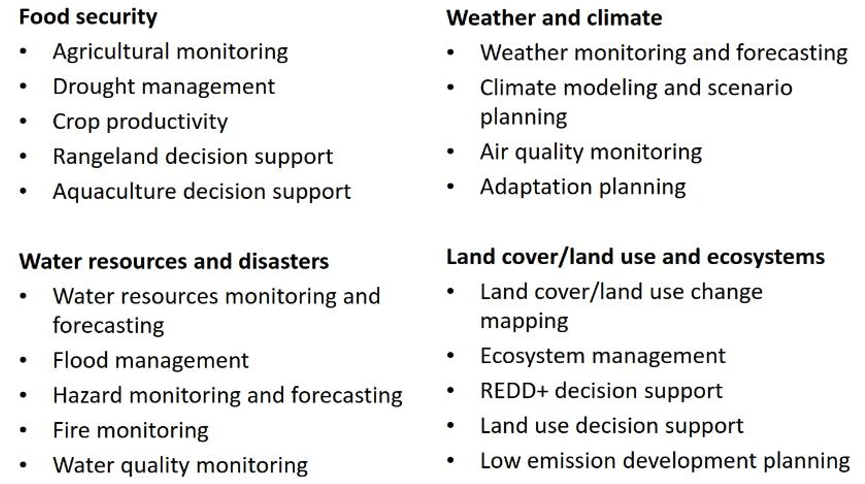 Food security
• Agricultural monitoring
• Drought management
• Crop productivity
• Rangeland decision support
• Aquaculture decision support
Weather and climate
• Weather monitoring and forecasting
• Climate modeling and scenario
planning
• Air quality monitoring
• Adaptation planning
Water resources and disasters
• Water resources monitoring and
forecasting
• Flood management
• Hazard monitoring and forecasting
• Fire monitoring
• Water quality monitoring
Land cover/land use and ecosystems
• Land cover/land use change
mapping
• Ecosystem management
• REDD+ decision support
• Land use decision support
• Low emission development planning